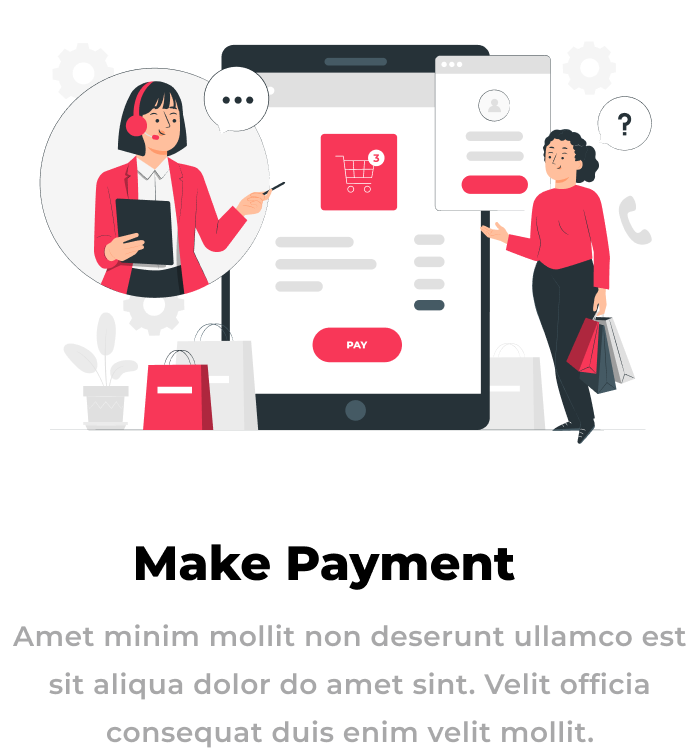 ?
3
PAY
Make Payment
Amet minim mollit non deserunt ullamco est
sit aliqua dolor do amet sint. Velit officia
consequat duis enim velit mollit.